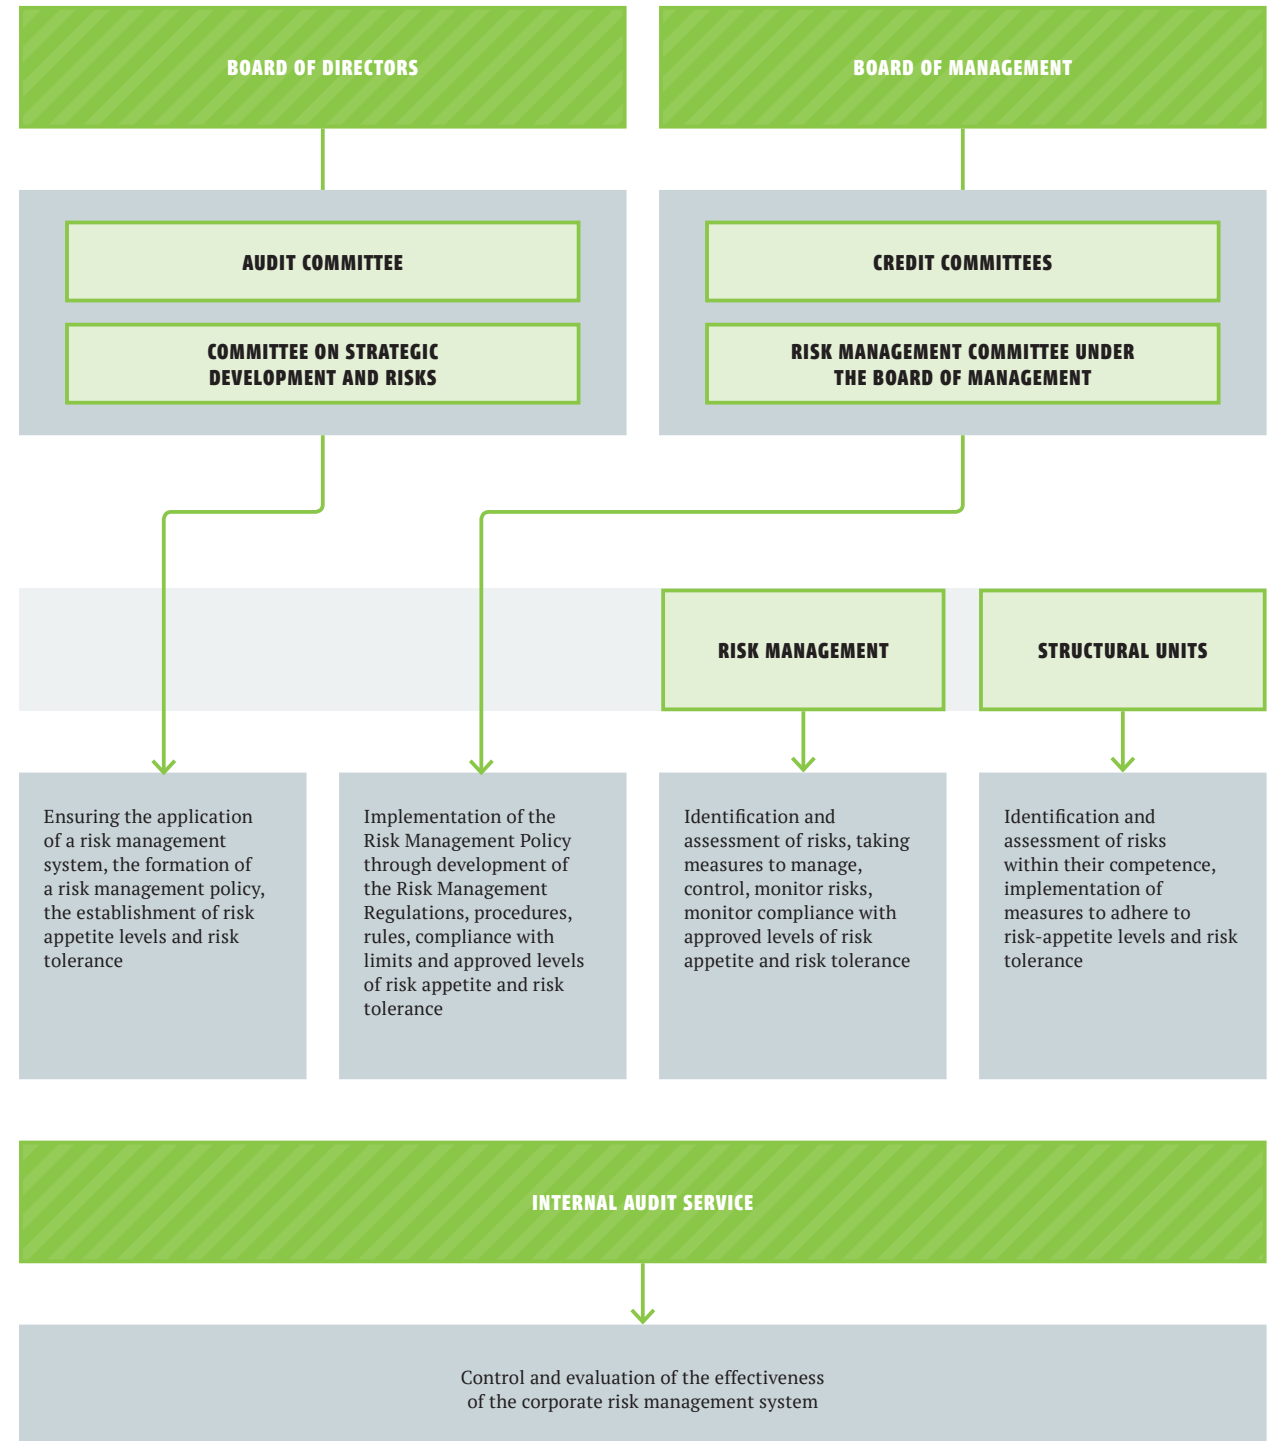 BOARD OF DIRECTORS
BOARD OF MANAGEMENT
AUDIT COMMITTEE
COMMITTEE ON STRATEGIC
DEVELOPMENT AND RISKS
CREDIT COMMITTEES
RISK MANAGEMENT COMMITTEE UNDER
THE BOARD OF MANAGEMENT
RISK MANAGEMENT
STRUCTURAL UNITS
Ensuring the application
of a risk management
system, the formation of
a risk management policy,
the establishment of risk
appetite levels and risk
tolerance
Implementation of the
Risk Management Policy
through development of
the Risk Management
Regulations, procedures,
rules, compliance with
limits and approved levels
of risk appetite and risk
tolerance
Identification and
assessment of risks, taking
measures to manage,
control, monitor risks,
monitor compliance with
approved levels of risk
appetite and risk tolerance
Identification and
assessment of risks
within their competence,
implementation of
measures to adhere to
risk-appetite levels and risk
tolerance
INTERNAL AUDIT SERVICE
Control and evaluation of the effectiveness
of the corporate risk management system